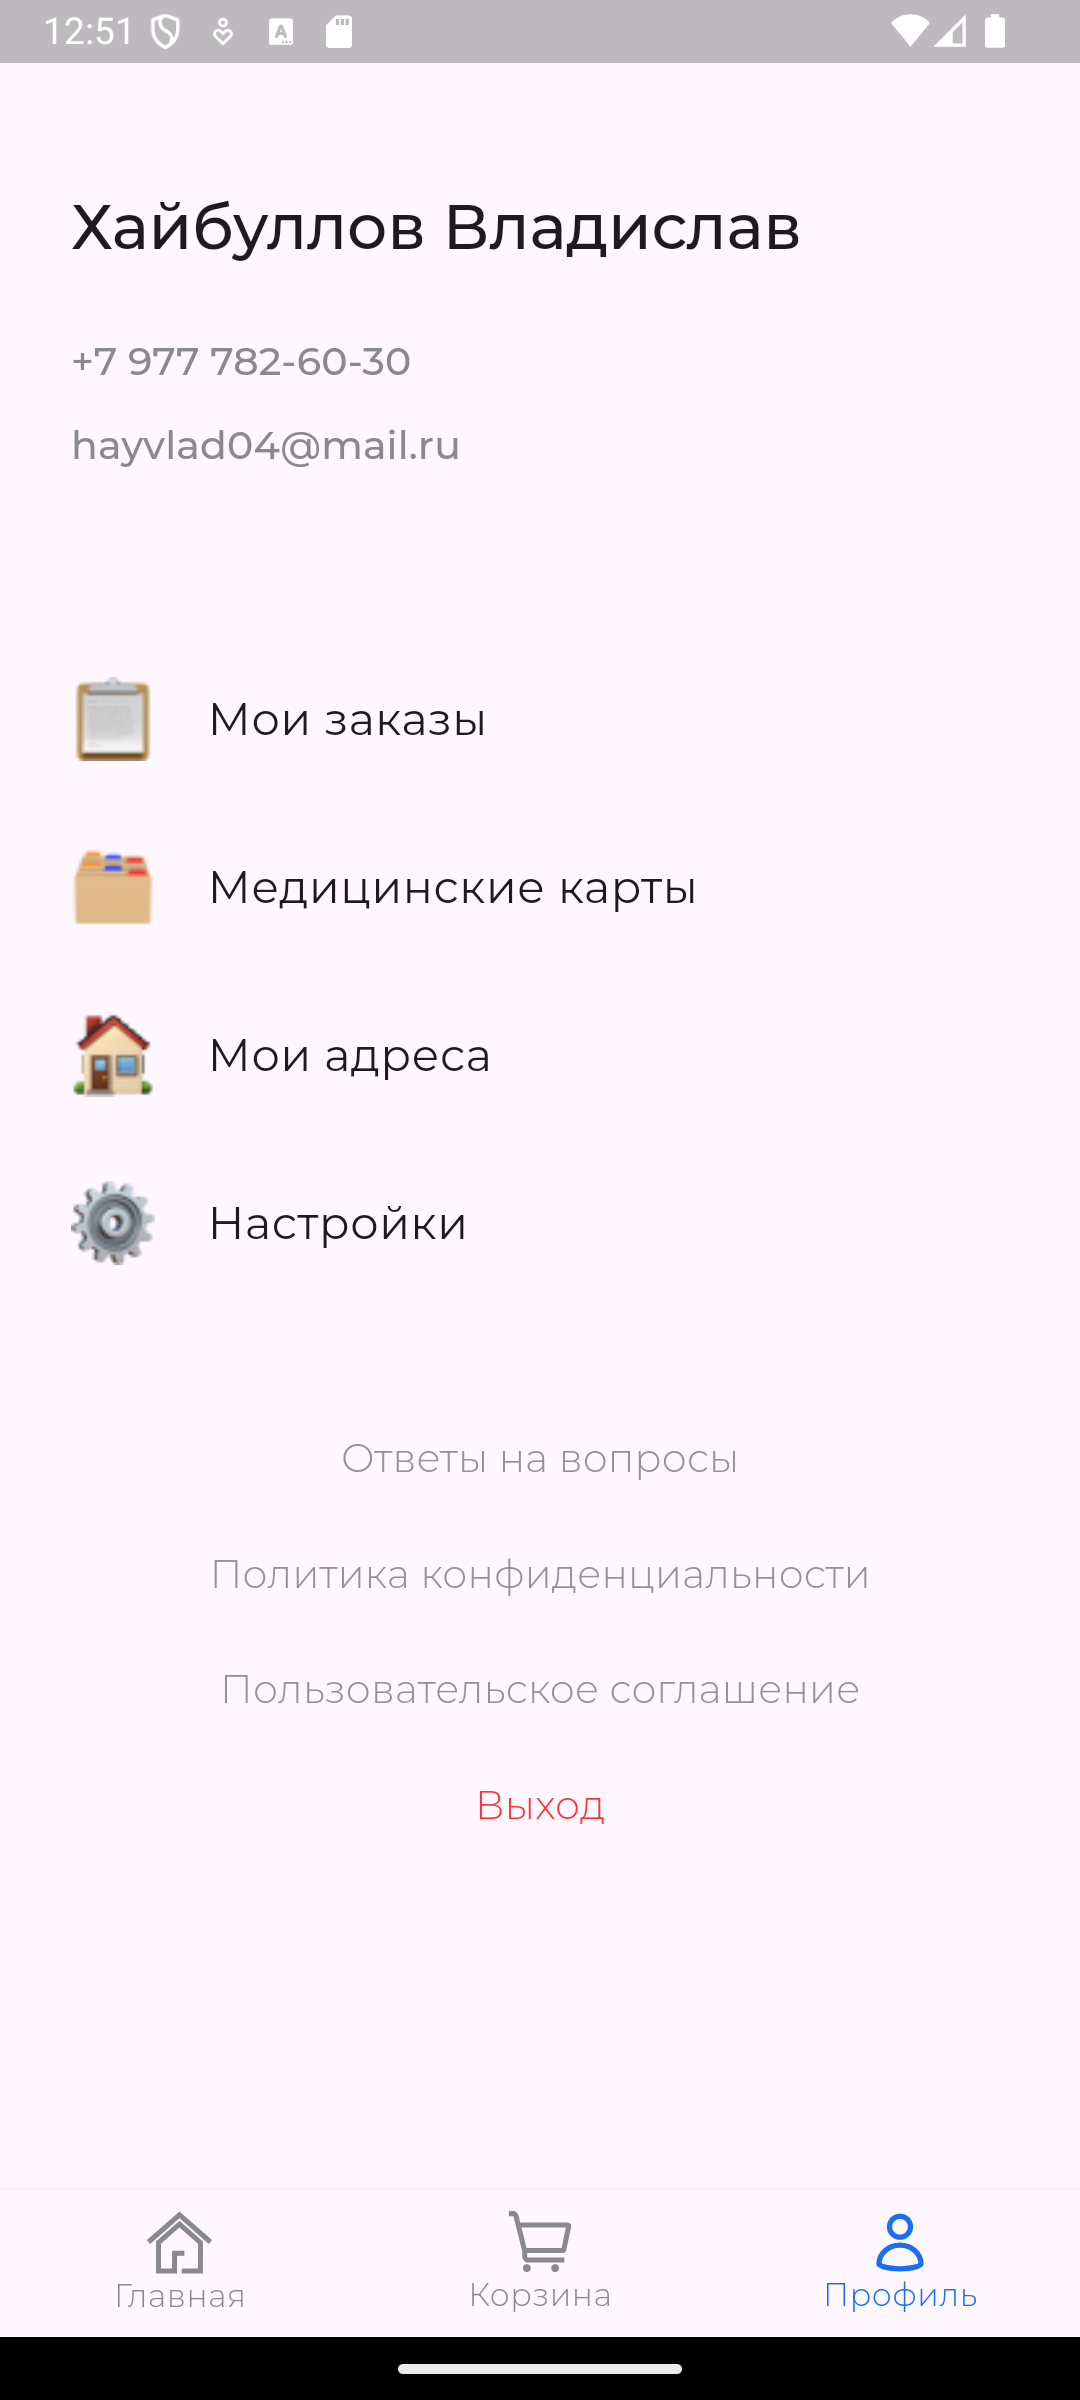 12:51
Хайбуллов Владислав
+7 977 782-60-30
hayvlad04@mail.ru
Мои заказы
Медицинские карты
Мои адреса
Настройки
Ответы на вопросы
Политика конфиденциальности
Пользовательское соглашение
Выход
Главная
Корзина
Профиль